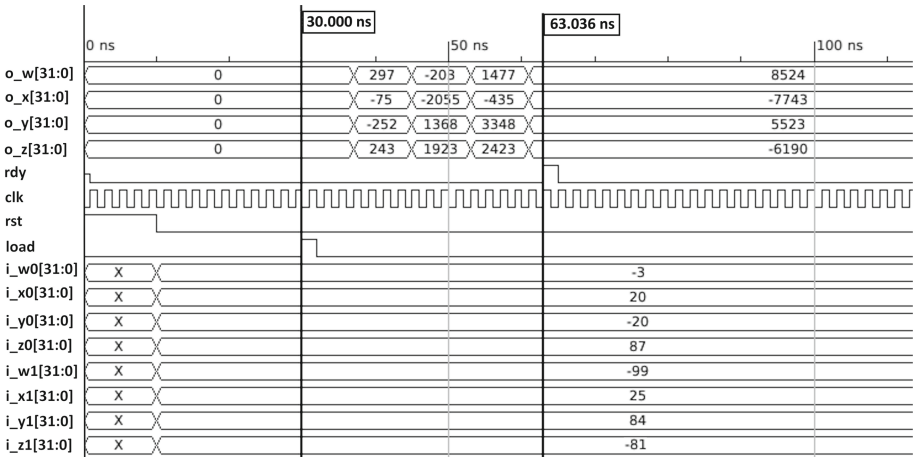 30.000 ns
63.036 ns
0 ns
50 ns
100 ns
o_w[31:0] 0 297 -203 1477 8524
o_x[31:0] 0 -75 -2055 -435 -7743
o_y[31:0] 0 -252 1368 3348 5523
o_z[31:0] 0 243 1923 2423 -6190
rdy
clk
rst
load
i_w0[31:0] X -3
i_x0[31:0] X 20
i_y0[31:0] X -20
i_z0[31:0] X 87
i_w1[31:0] X -99
i_x1[31:0] X 25
i_y1[31:0] X 84
i_z1[31:0] X -81